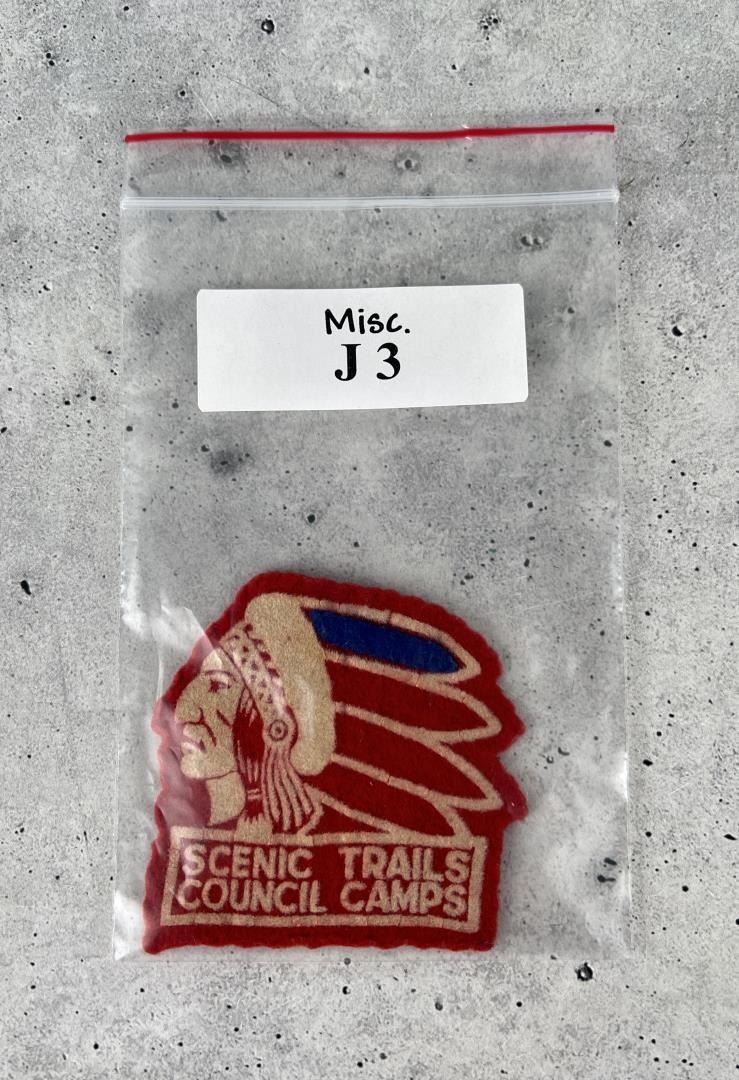 Misc.
J 3
SCENIC TRAILS
COUNCIL CAMPS